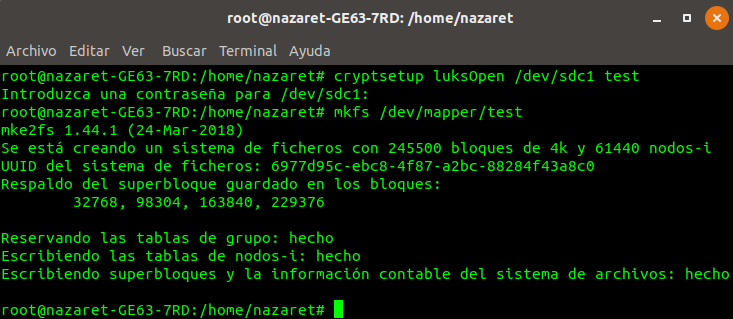 root@nazaret-GE63-7RD: /home/nazaret
Archivo Editar Ver Buscar Terminal Ayuda
root@nazaret-GE63-7RD:/home/nazaret# cryptsetup luksOpen /dev/sdc1 test
Introduzca una contraseña para /dev/sdc1:
root@nazaret-GE63-7RD:/home/nazaret# mkfs /dev/mapper/test
mke2fs 1.44.1 (24-Mar-2018)
Se está creando un sistema de ficheros con 245500 bloques de 4k y 61440 nodos-i
UUID del sistema de ficheros: 6977d95c-ebc8-4f87-a2bc-88284f43a8c0
Respaldo del superbloque guardado en los bloques:
32768, 98304, 163840, 229376
Reservando las tablas de grupo: hecho
Escribiendo las tablas de nodos-i: hecho
Escribiendo superbloques y la información contable del sistema de archivos: hecho
root@nazaret-GE63-7RD:/home/nazaret#